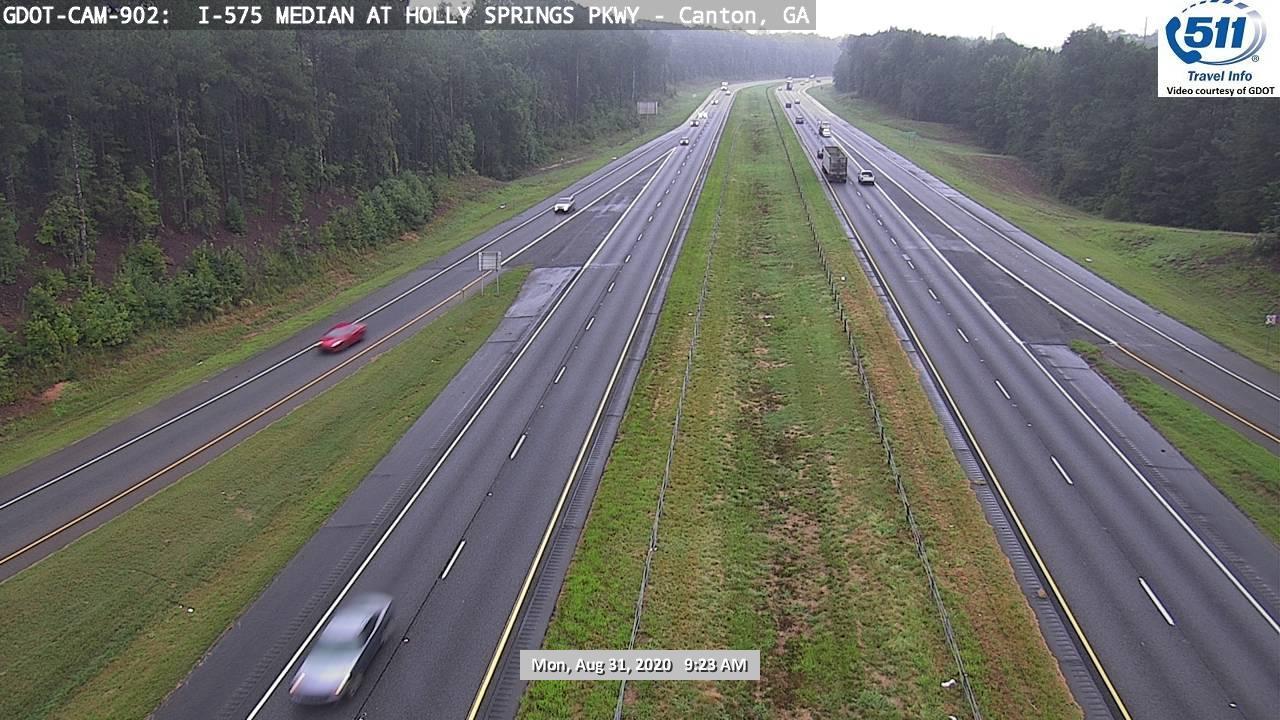 GDOT-CAM-902:  I-575 MEDIAN AT HOLLY SPRINGS PKWY - Canton, GA
511
Travel Info
Video courtesy of GDOT
Mon, Aug 31, 2020   9:23 AM